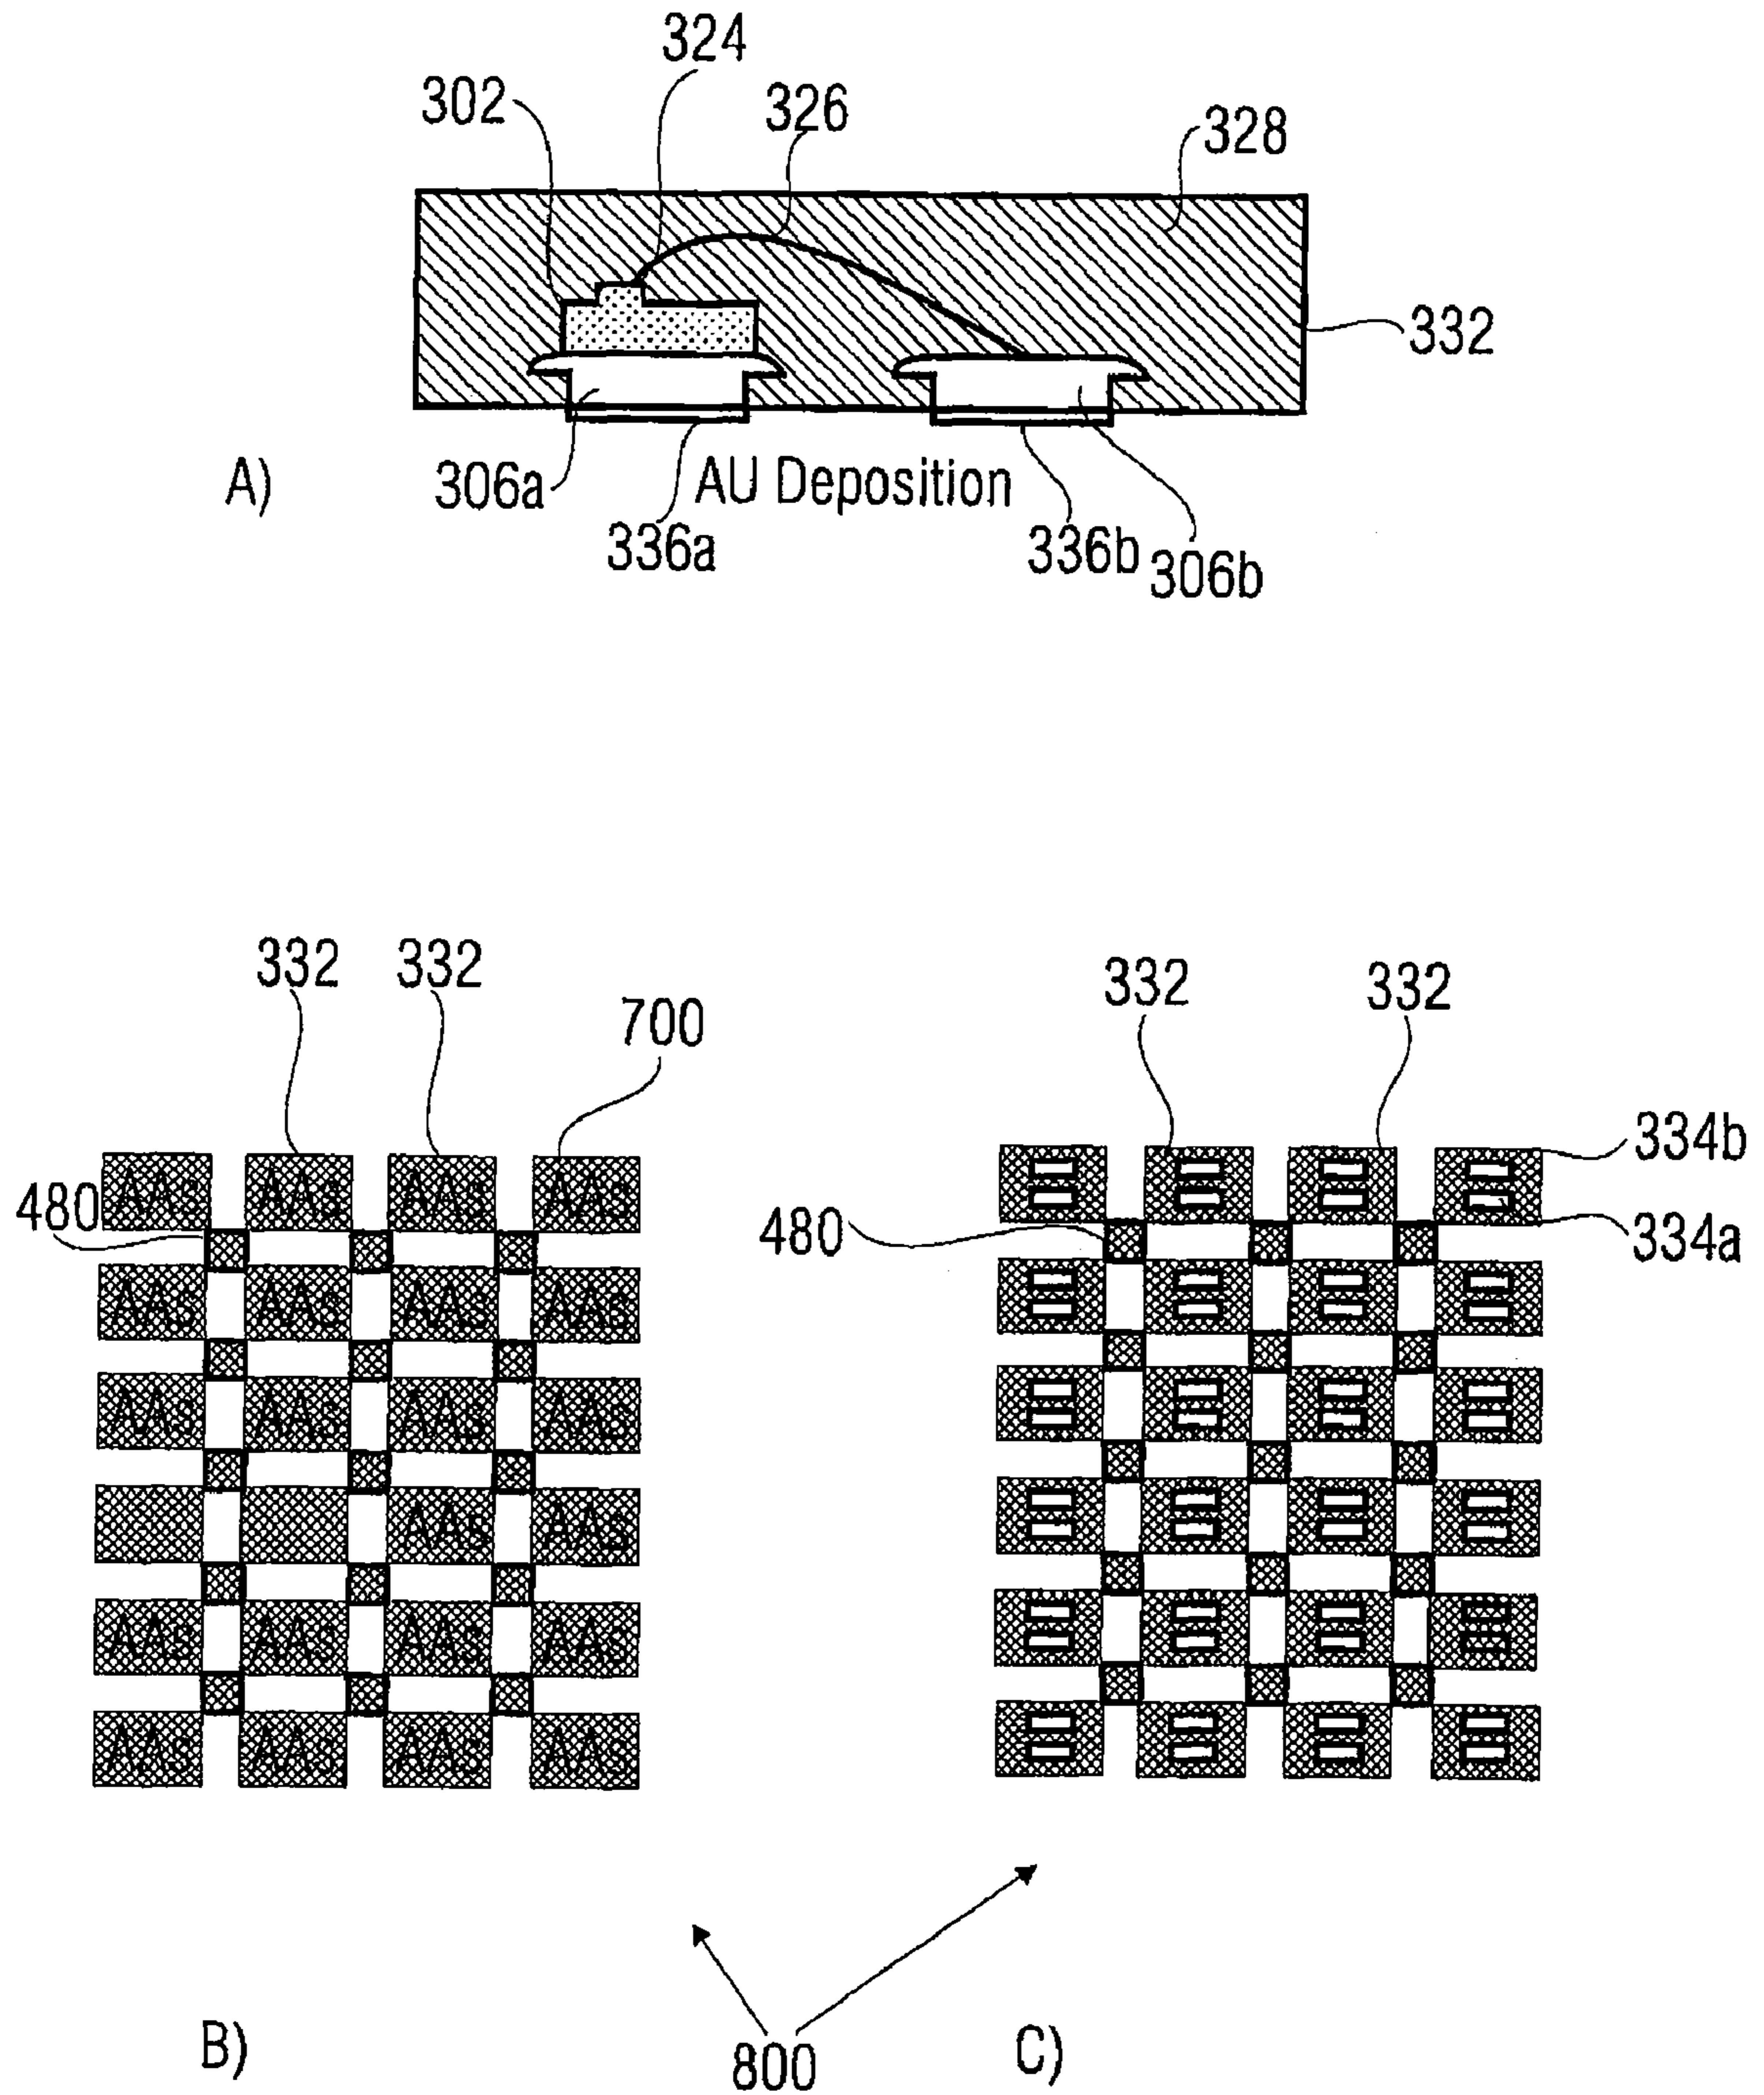 324
302
326
328
332
A)
306a
AU Deposition
336a
336b
306b
332
332
700
480
AAs AAs AAs AAs
AAs AAs AAs AAs
AAs AAs AAs AAs
AAs AAs
AAs AAs AAs AAs
AAs AAs AAs AAs
332
332
334b
480
334a
B)
800
C)